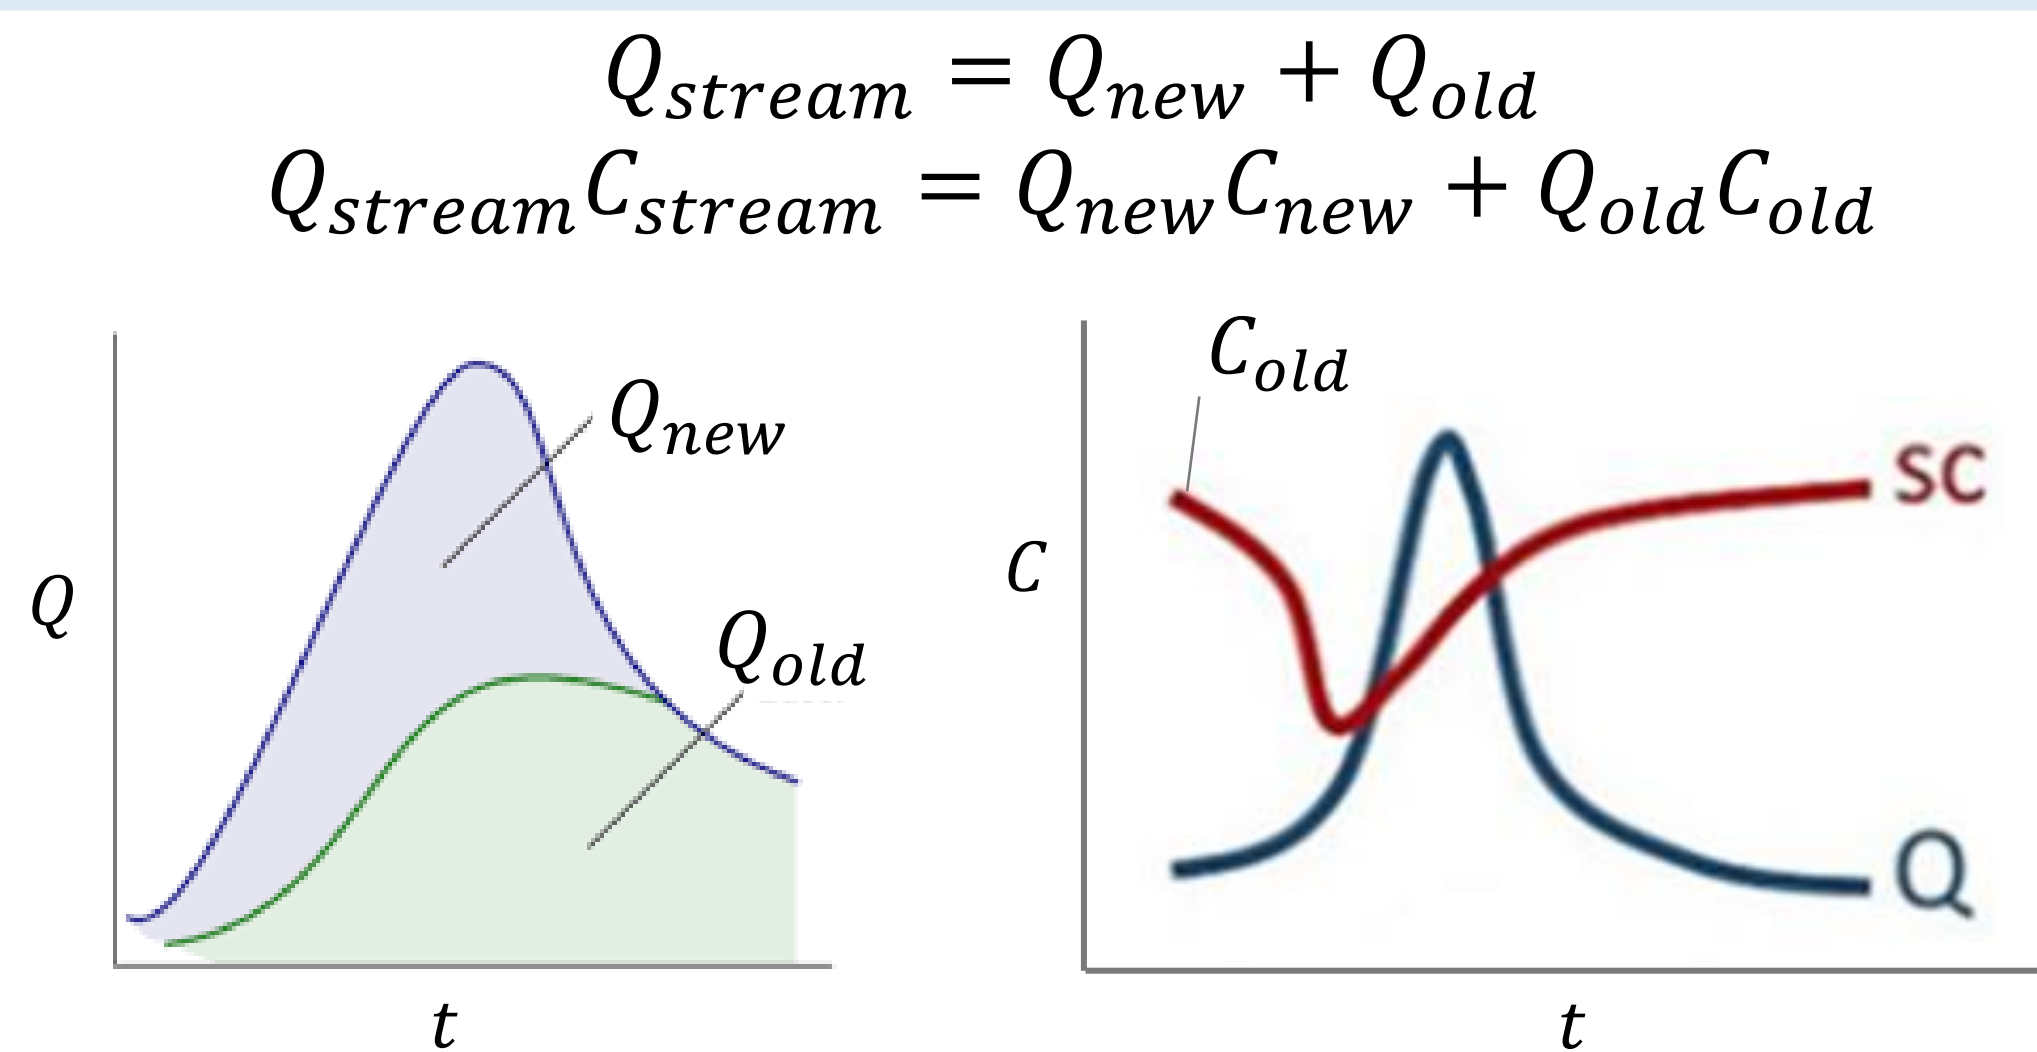 Q_stream = Q_new + Q_old
Q_stream C_stream = Q_new C_new + Q_old C_old
Q_new
Q_old
Q
t
C_old
SC
C
Q
t